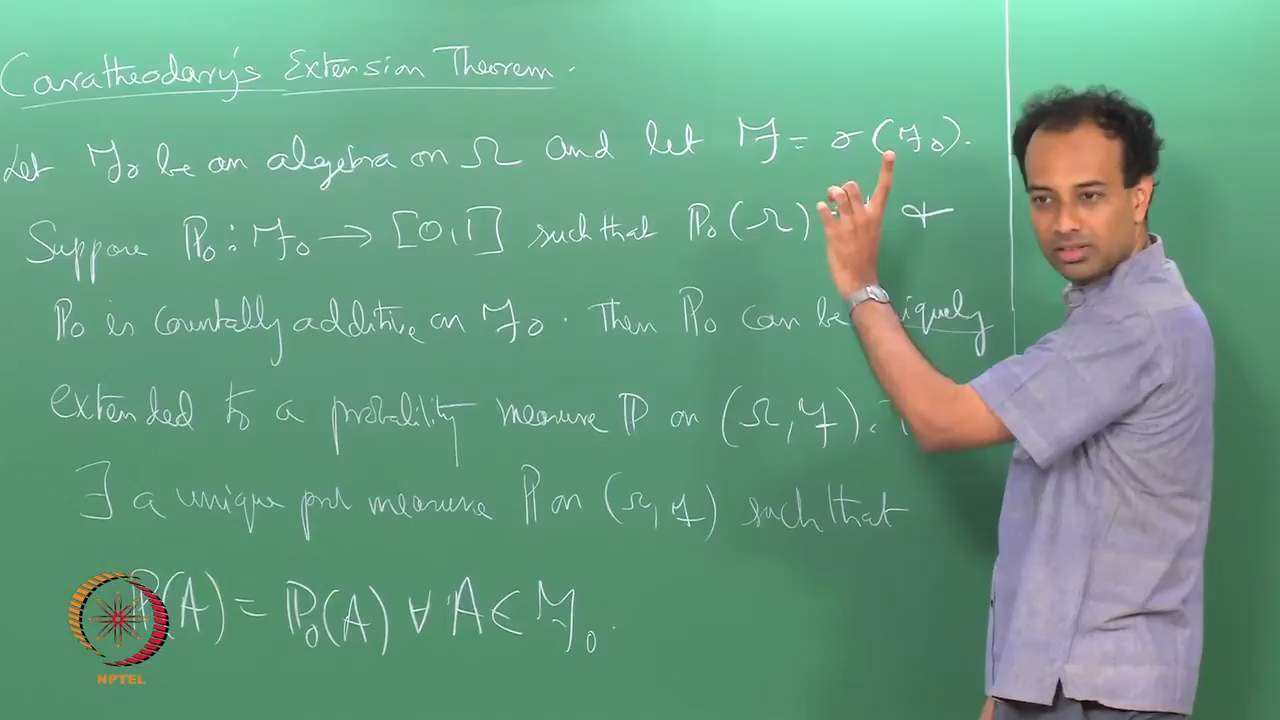 Caratheodary's Extension Theorem.
Let ℱ₀ be an algebra on Ω and let ℱ = σ(ℱ₀).
Suppose ℙ₀ : ℱ₀ → [0,1] such that ℙ₀(Ω) &
ℙ₀ is countably additive on ℱ₀. Then ℙ₀ can be
extended to a probability measure ℙ on (Ω, ℱ).
∃ a unique prob measure ℙ on (Ω, ℱ) such that
ℙ(A) = ℙ₀(A) ∀ A ∈ ℱ₀.
NPTEL